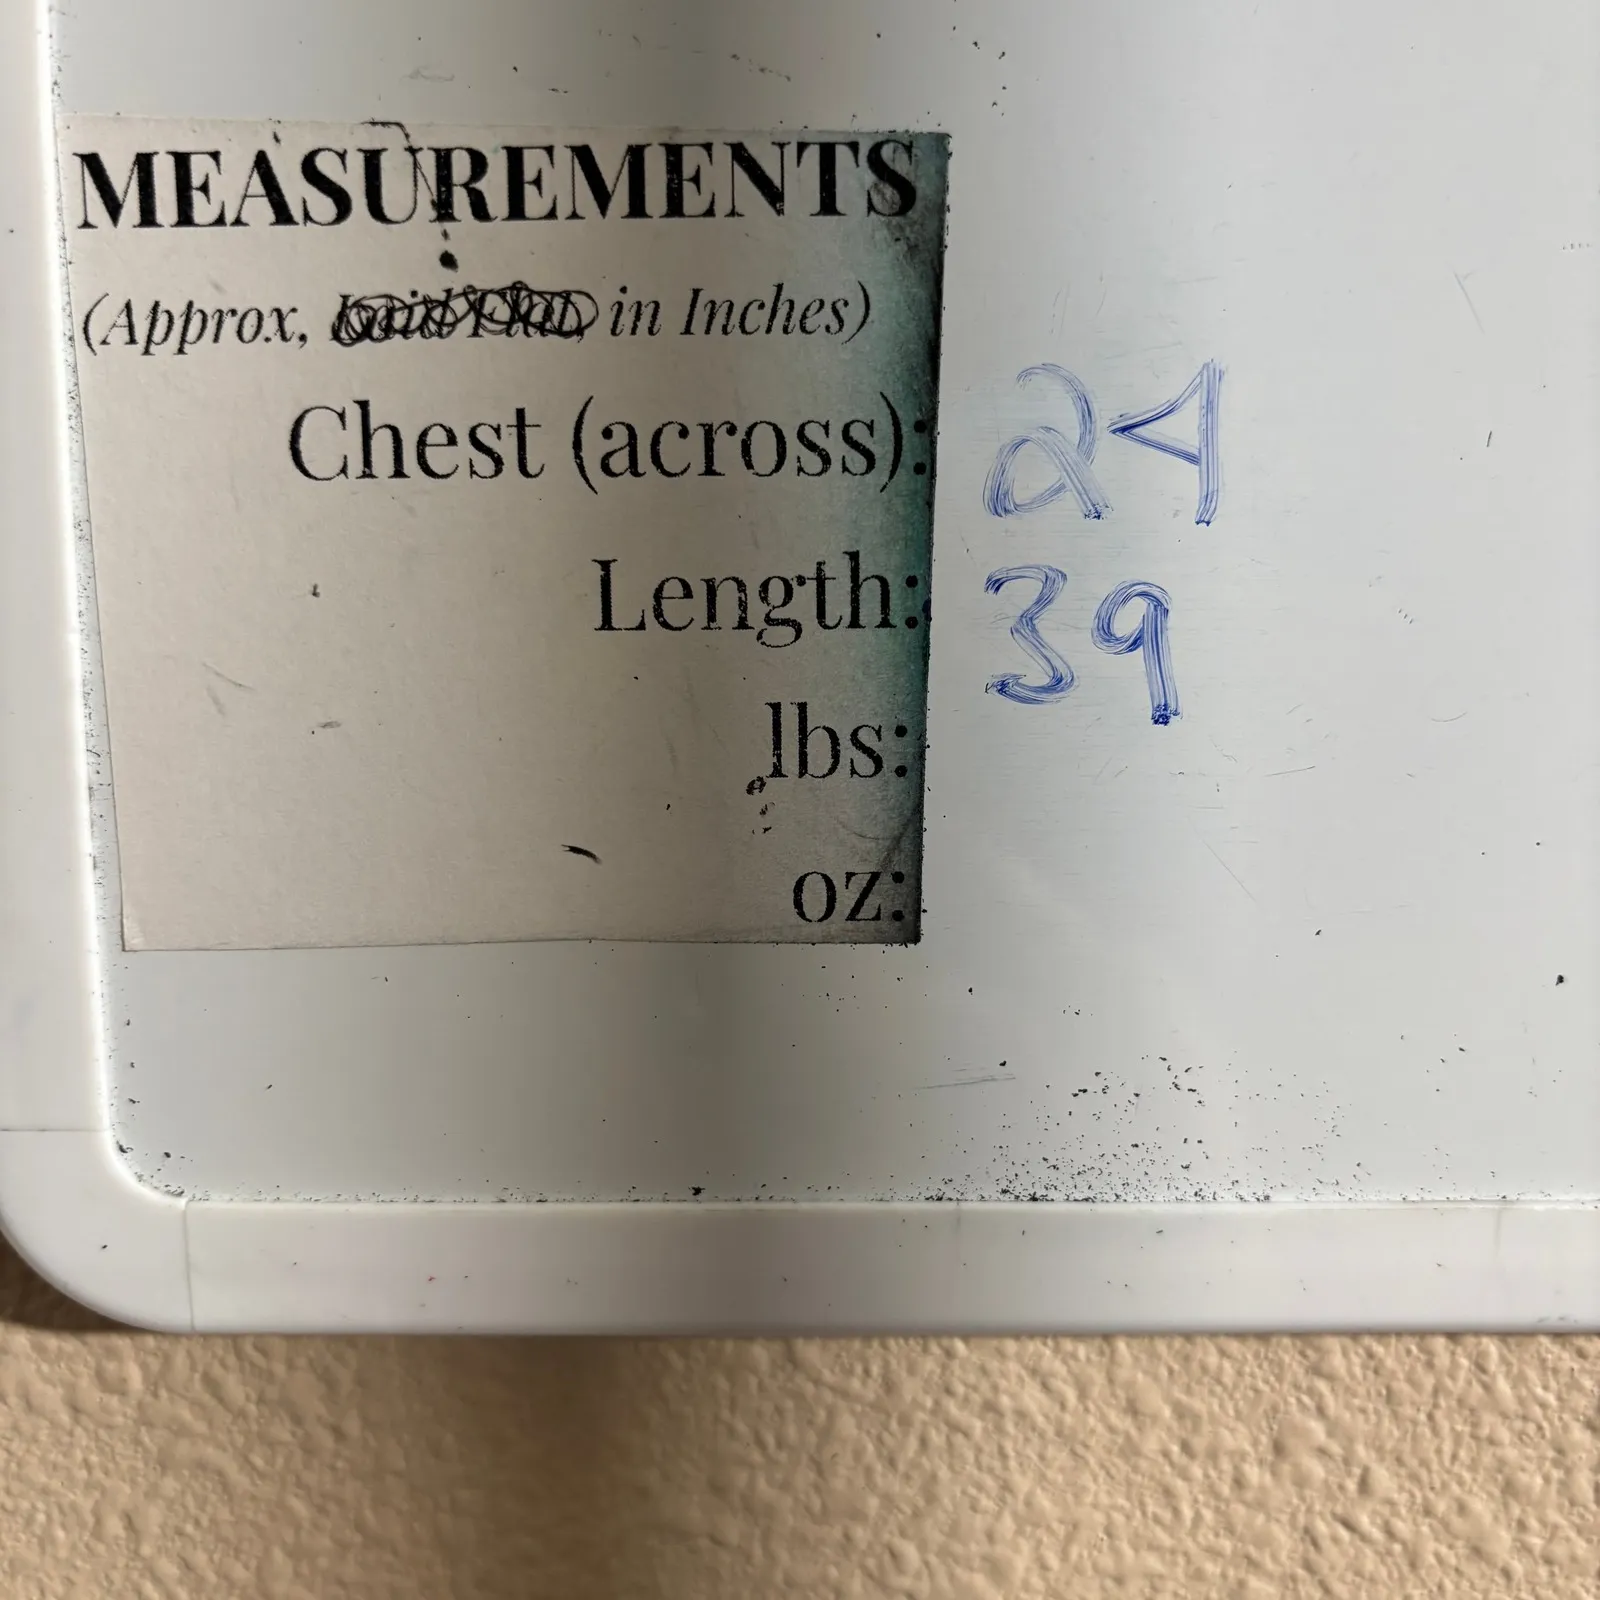 MEASUREMENTS
(Approx, in Inches)
Chest (across): 24
Length: 39
lbs:
oz: